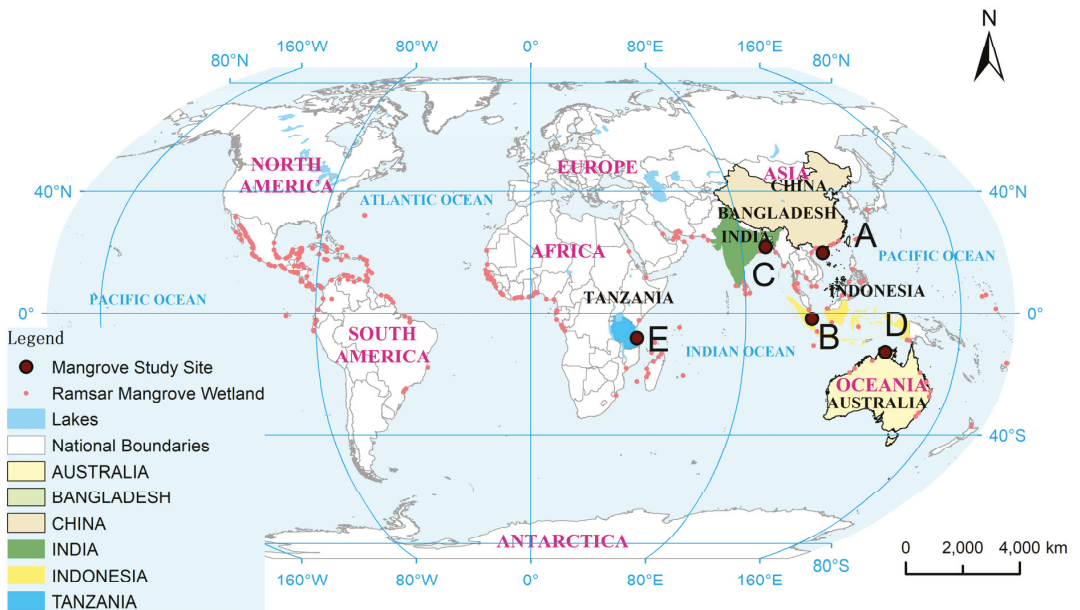 N
160°W 80°W 0° 80°E 160°E
80°N 80°N
NORTH
AMERICA
EUROPE
ASIA
CHINA
40°N 40°N
ATLANTIC OCEAN
BANGLADESH
INDIA
A
AFRICA
C
PACIFIC OCEAN
TANZANIA
INDONESIA
PACIFIC OCEAN
0° 0°
SOUTH
AMERICA
E
INDIAN OCEAN
B
D
OCEANIA
AUSTRALIA
40°S
ANTARCTICA
160°W 80°W 0° 80°E 80°S
Legend
Mangrove Study Site
Ramsar Mangrove Wetland
Lakes
National Boundaries
AUSTRALIA
BANGLADESH
CHINA
INDIA
INDONESIA
TANZANIA
0 2,000 4,000 km